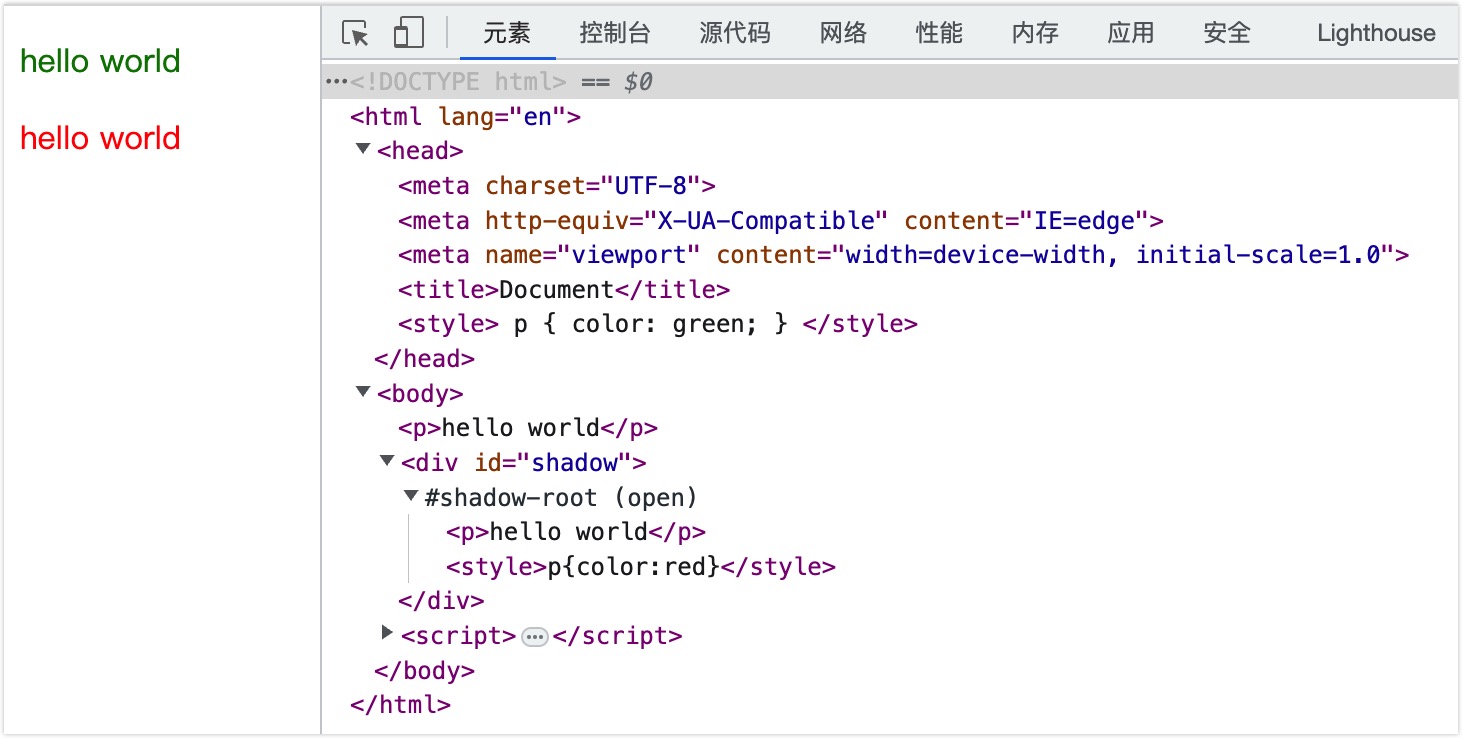 hello world
hello world
元素 控制台 源代码 网络 性能 内存 应用 安全 Lighthouse
···<!DOCTYPE html> == $0
<html lang="en">
<head>
<meta charset="UTF-8">
<meta http-equiv="X-UA-Compatible" content="IE=edge">
<meta name="viewport" content="width=device-width, initial-scale=1.0">
<title>Document</title>
<style> p { color: green; } </style>
</head>
<body>
<p>hello world</p>
<div id="shadow">
#shadow-root (open)
<p>hello world</p>
<style>p{color:red}</style>
</div>
<script>···</script>
</body>
</html>